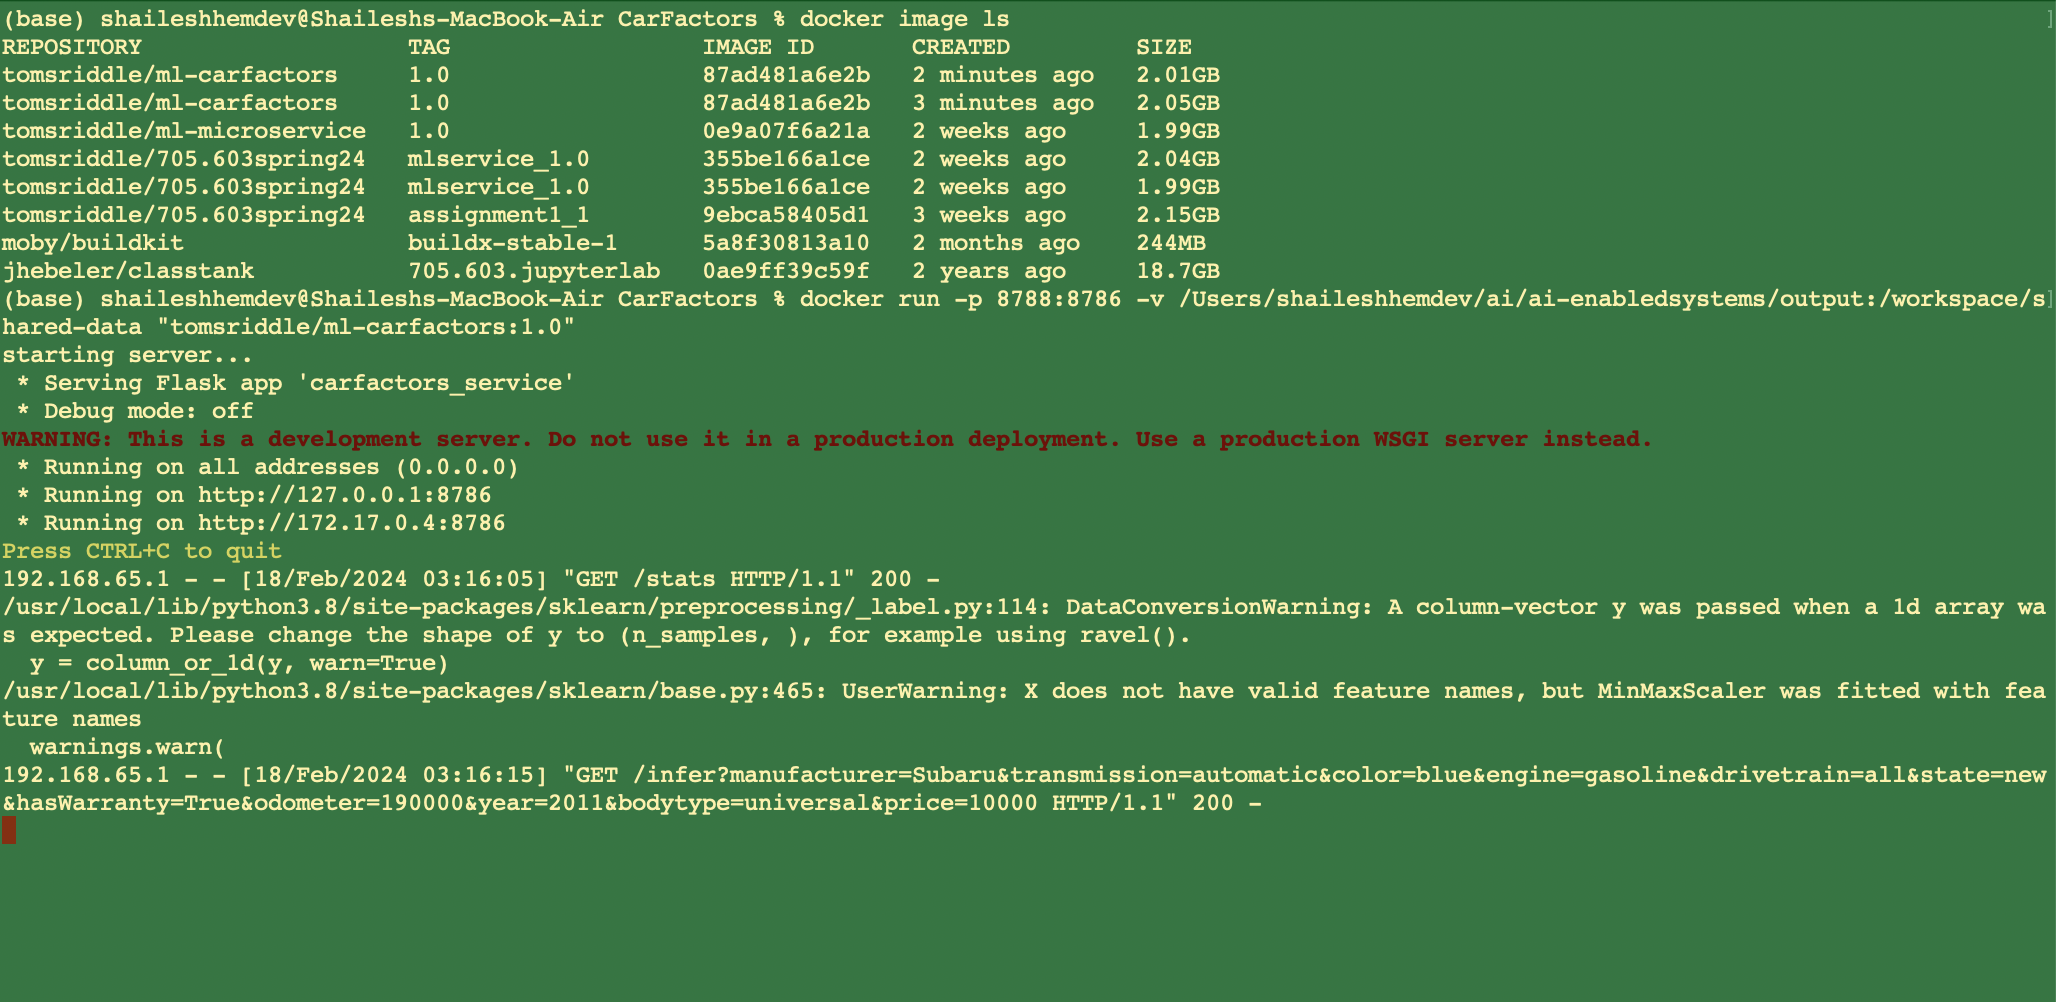 (base) shaileshhemdev@Shaileshs-MacBook-Air CarFactors % docker image ls ]
REPOSITORY TAG IMAGE ID CREATED SIZE
tomsriddle/ml-carfactors 1.0 87ad481a6e2b 2 minutes ago 2.01GB
tomsriddle/ml-carfactors 1.0 87ad481a6e2b 3 minutes ago 2.05GB
tomsriddle/ml-microservice 1.0 0e9a07f6a21a 2 weeks ago 1.99GB
tomsriddle/705.603spring24 mlservice_1.0 355be166a1ce 2 weeks ago 2.04GB
tomsriddle/705.603spring24 mlservice_1.0 355be166a1ce 2 weeks ago 1.99GB
tomsriddle/705.603spring24 assignment1_1 9ebca58405d1 3 weeks ago 2.15GB
moby/buildkit buildx-stable-1 5a8f30813a10 2 months ago 244MB
jhebeler/classtank 705.603.jupyterlab 0ae9ff39c59f 2 years ago 18.7GB
(base) shaileshhemdev@Shaileshs-MacBook-Air CarFactors % docker run -p 8788:8786 -v /Users/shaileshhemdev/ai/ai-enabledsystems/output:/workspace/s]
hared-data "tomsriddle/ml-carfactors:1.0"
starting server...
 * Serving Flask app 'carfactors_service'
 * Debug mode: off
WARNING: This is a development server. Do not use it in a production deployment. Use a production WSGI server instead.
 * Running on all addresses (0.0.0.0)
 * Running on http://127.0.0.1:8786
 * Running on http://172.17.0.4:8786
Press CTRL+C to quit
192.168.65.1 - - [18/Feb/2024 03:16:05] "GET /stats HTTP/1.1" 200 -
/usr/local/lib/python3.8/site-packages/sklearn/preprocessing/_label.py:114: DataConversionWarning: A column-vector y was passed when a 1d array wa
s expected. Please change the shape of y to (n_samples, ), for example using ravel().
  y = column_or_1d(y, warn=True)
/usr/local/lib/python3.8/site-packages/sklearn/base.py:465: UserWarning: X does not have valid feature names, but MinMaxScaler was fitted with fea
ture names
  warnings.warn(
192.168.65.1 - - [18/Feb/2024 03:16:15] "GET /infer?manufacturer=Subaru&transmission=automatic&color=blue&engine=gasoline&drivetrain=all&state=new
&hasWarranty=True&odometer=190000&year=2011&bodytype=universal&price=10000 HTTP/1.1" 200 -